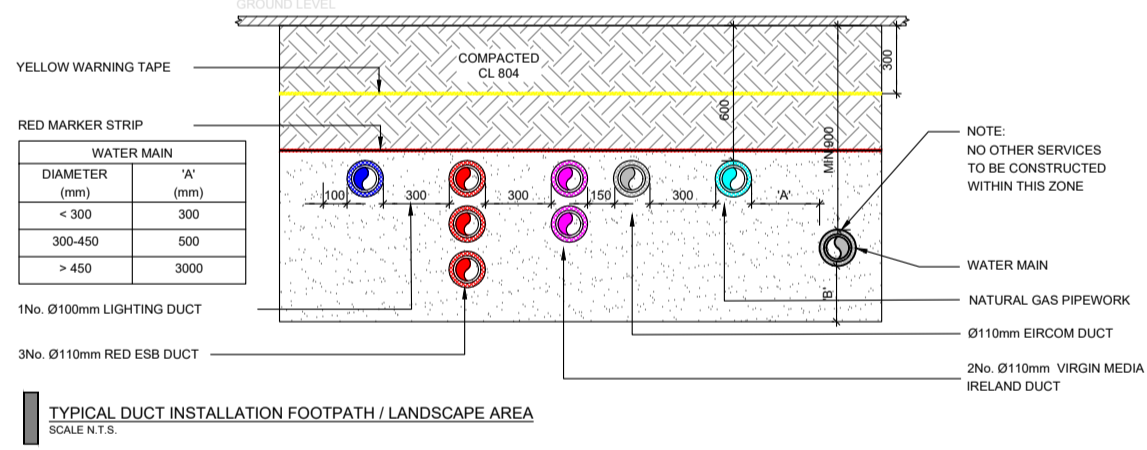 GROUND LEVEL
YELLOW WARNING TAPE
COMPACTED
CL 804
300
600
MIN 900
RED MARKER STRIP
WATER MAIN
DIAMETER
(mm)
'A'
(mm)
< 300
300
300-450
500
> 450
3000
100
300
300
150
300
'A'
'B'
NOTE:
NO OTHER SERVICES
TO BE CONSTRUCTED
WITHIN THIS ZONE
WATER MAIN
NATURAL GAS PIPEWORK
Ø110mm EIRCOM DUCT
2No. Ø110mm VIRGIN MEDIA
IRELAND DUCT
1No. Ø100mm LIGHTING DUCT
3No. Ø110mm RED ESB DUCT
TYPICAL DUCT INSTALLATION FOOTPATH / LANDSCAPE AREA
SCALE N.T.S.